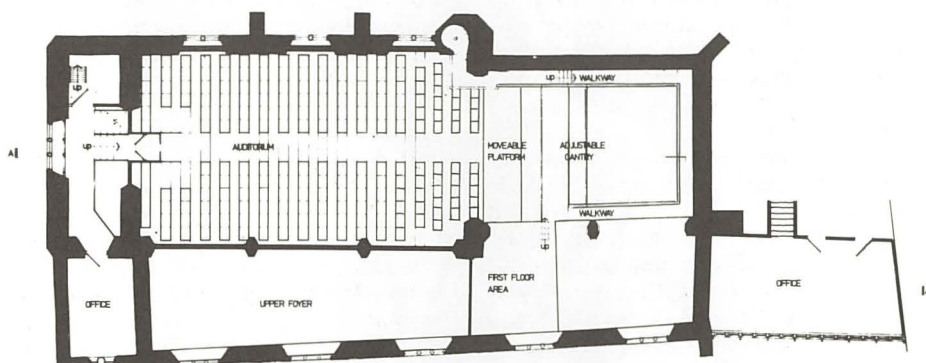 UP
WALKWAY
UP
A
UP
AUDITORIUM
MOVEABLE
PLATFORM
ADJUSTABLE
GANTRY
WALKWAY
UP
FIRST FLOOR
AREA
OFFICE
UPPER FOYER
OFFICE